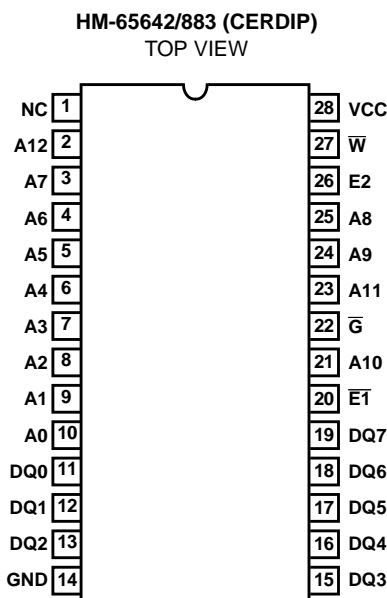 HM-65642/883 (CERDIP)
TOP VIEW
NC 1 28 VCC
A12 2 27 W̅
A7 3 26 E2
A6 4 25 A8
A5 5 24 A9
A4 6 23 A11
A3 7 22 G̅
A2 8 21 A10
A1 9 20 E̅1̅
A0 10 19 DQ7
DQ0 11 18 DQ6
DQ1 12 17 DQ5
DQ2 13 16 DQ4
GND 14 15 DQ3